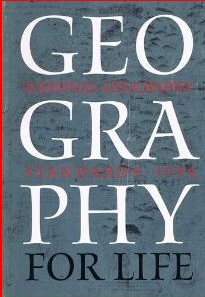 GEO
NATIONAL GEOGRAPHY
GRA
STANDARDS, 1994
PHY
FOR LIFE